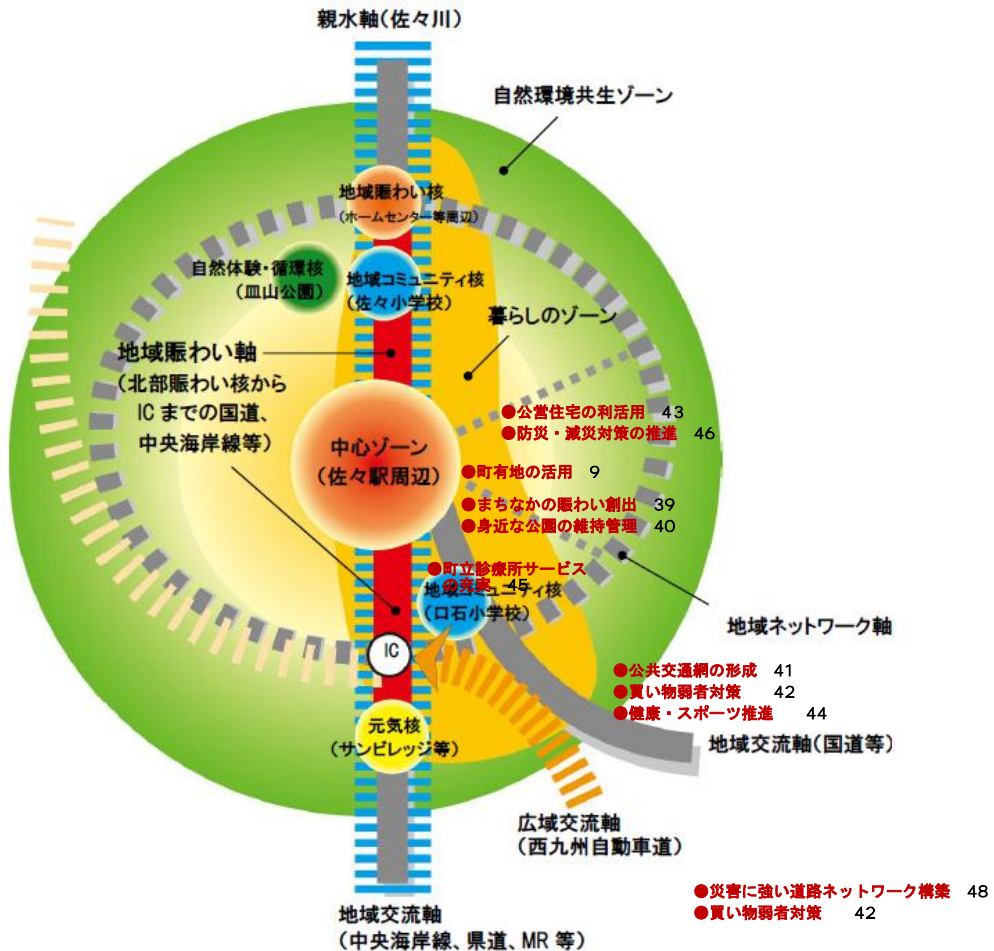 親水軸(佐々川)
自然環境共生ゾーン
地域賑わい核
(ホームセンター等周辺)
自然体験・循環核
(皿山公園)
地域コミュニティ核
(佐々小学校)
暮らしのゾーン
地域賑わい軸
(北部賑わい核から
ICまでの国道、
中央海岸線等)
●公営住宅の利活用 43
●防災・減災対策の推進 46
中心ゾーン
(佐々駅周辺)
●町有地の活用 9
●まちなかの賑わい創出 39
●身近な公園の維持管理 40
●町立診療所サービス
の充実 45
地域コミュニティ核
(口石小学校)
地域ネットワーク軸
IC
●公共交通網の形成 41
●買い物弱者対策 42
●健康・スポーツ推進 44
元気核
(サンビレッジ等)
地域交流軸(国道等)
広域交流軸
(西九州自動車道)
●災害に強い道路ネットワーク構築 48
●買い物弱者対策 42
地域交流軸
(中央海岸線、県道、MR等)